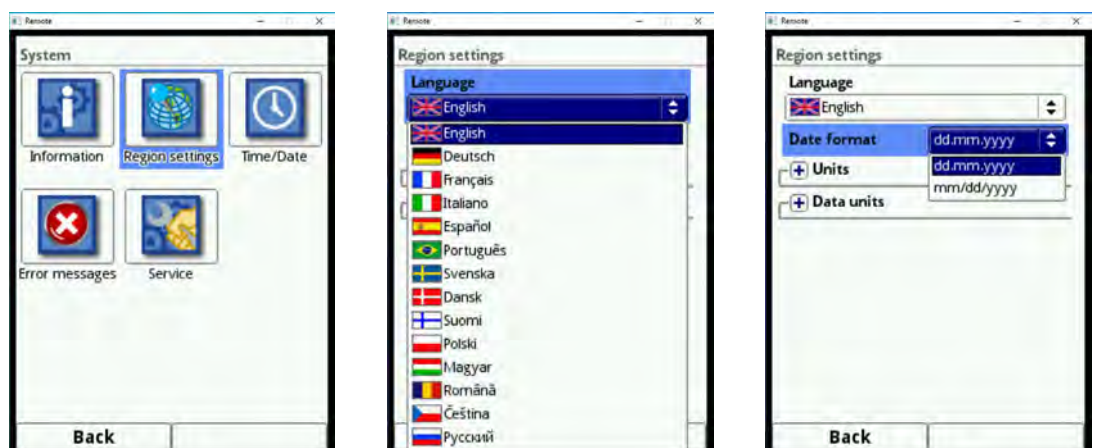 Remote
System
Information
Region settings
Time/Date
Error messages
Service
Back
Remote
Region settings
Language
English
English
Deutsch
Français
Italiano
Español
Português
Svenska
Dansk
Suomi
Polski
Magyar
Română
Čeština
Русский
Remote
Region settings
Language
English
Date format dd.mm.yyyy
dd.mm.yyyy
Units
mm/dd/yyyy
Data units
Back